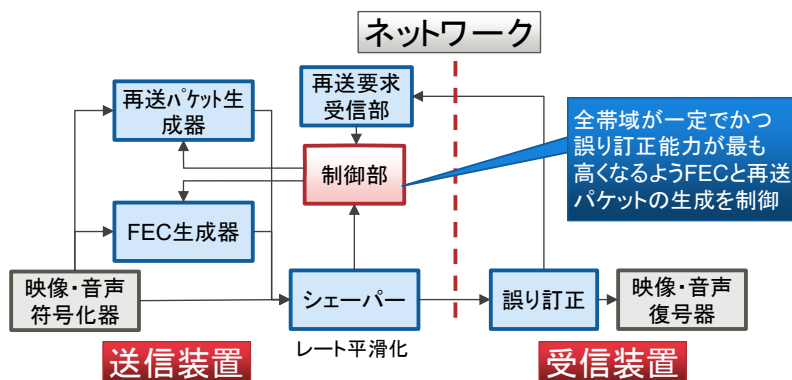 ネットワーク
再送パケット生
成器
再送要求
受信部
制御部
全帯域が一定でかつ
誤り訂正能力が最も
高くなるようFECと再送
パケットの生成を制御
FEC生成器
映像・音声
符号化器
シェーパー
誤り訂正
映像・音声
復号器
送信装置
レート平滑化
受信装置